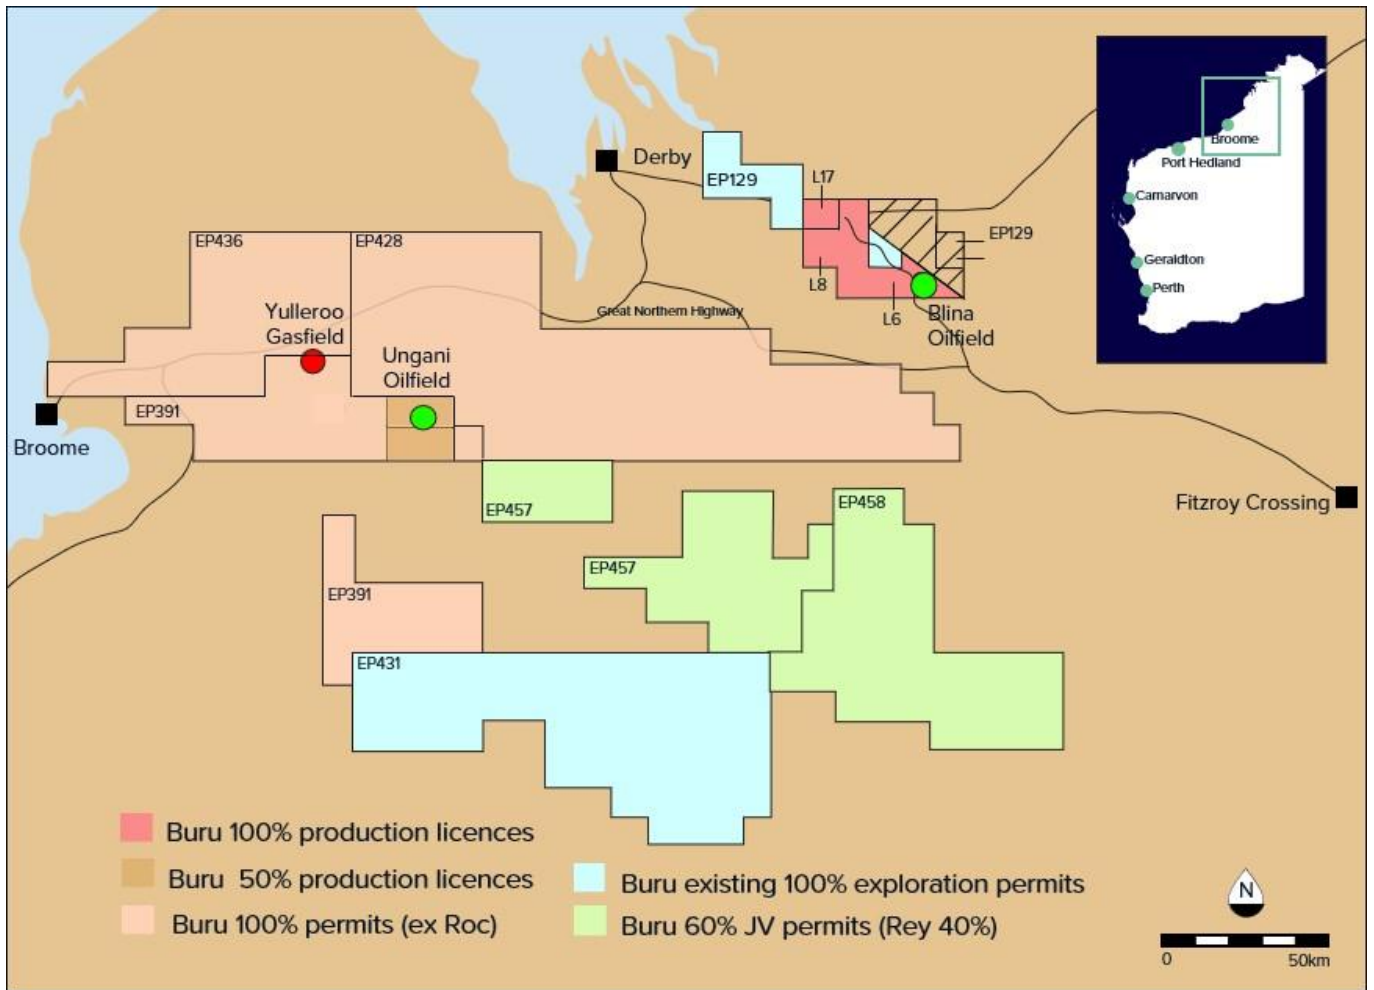 Derby
EP129
L17
EP129
L8
L6
Blina
Oilfield
EP436
EP428
Yulleroo
Gasfield
Great Northern Highway
Ungani
Oilfield
EP391
Broome
EP457
EP458
Fitzroy Crossing
EP457
EP391
EP431
Broome
Port Hedland
Carnarvon
Geraldton
Perth
Buru 100% production licences
Buru 50% production licences
Buru 100% permits (ex Roc)
Buru existing 100% exploration permits
Buru 60% JV permits (Rey 40%)
N
0 50km